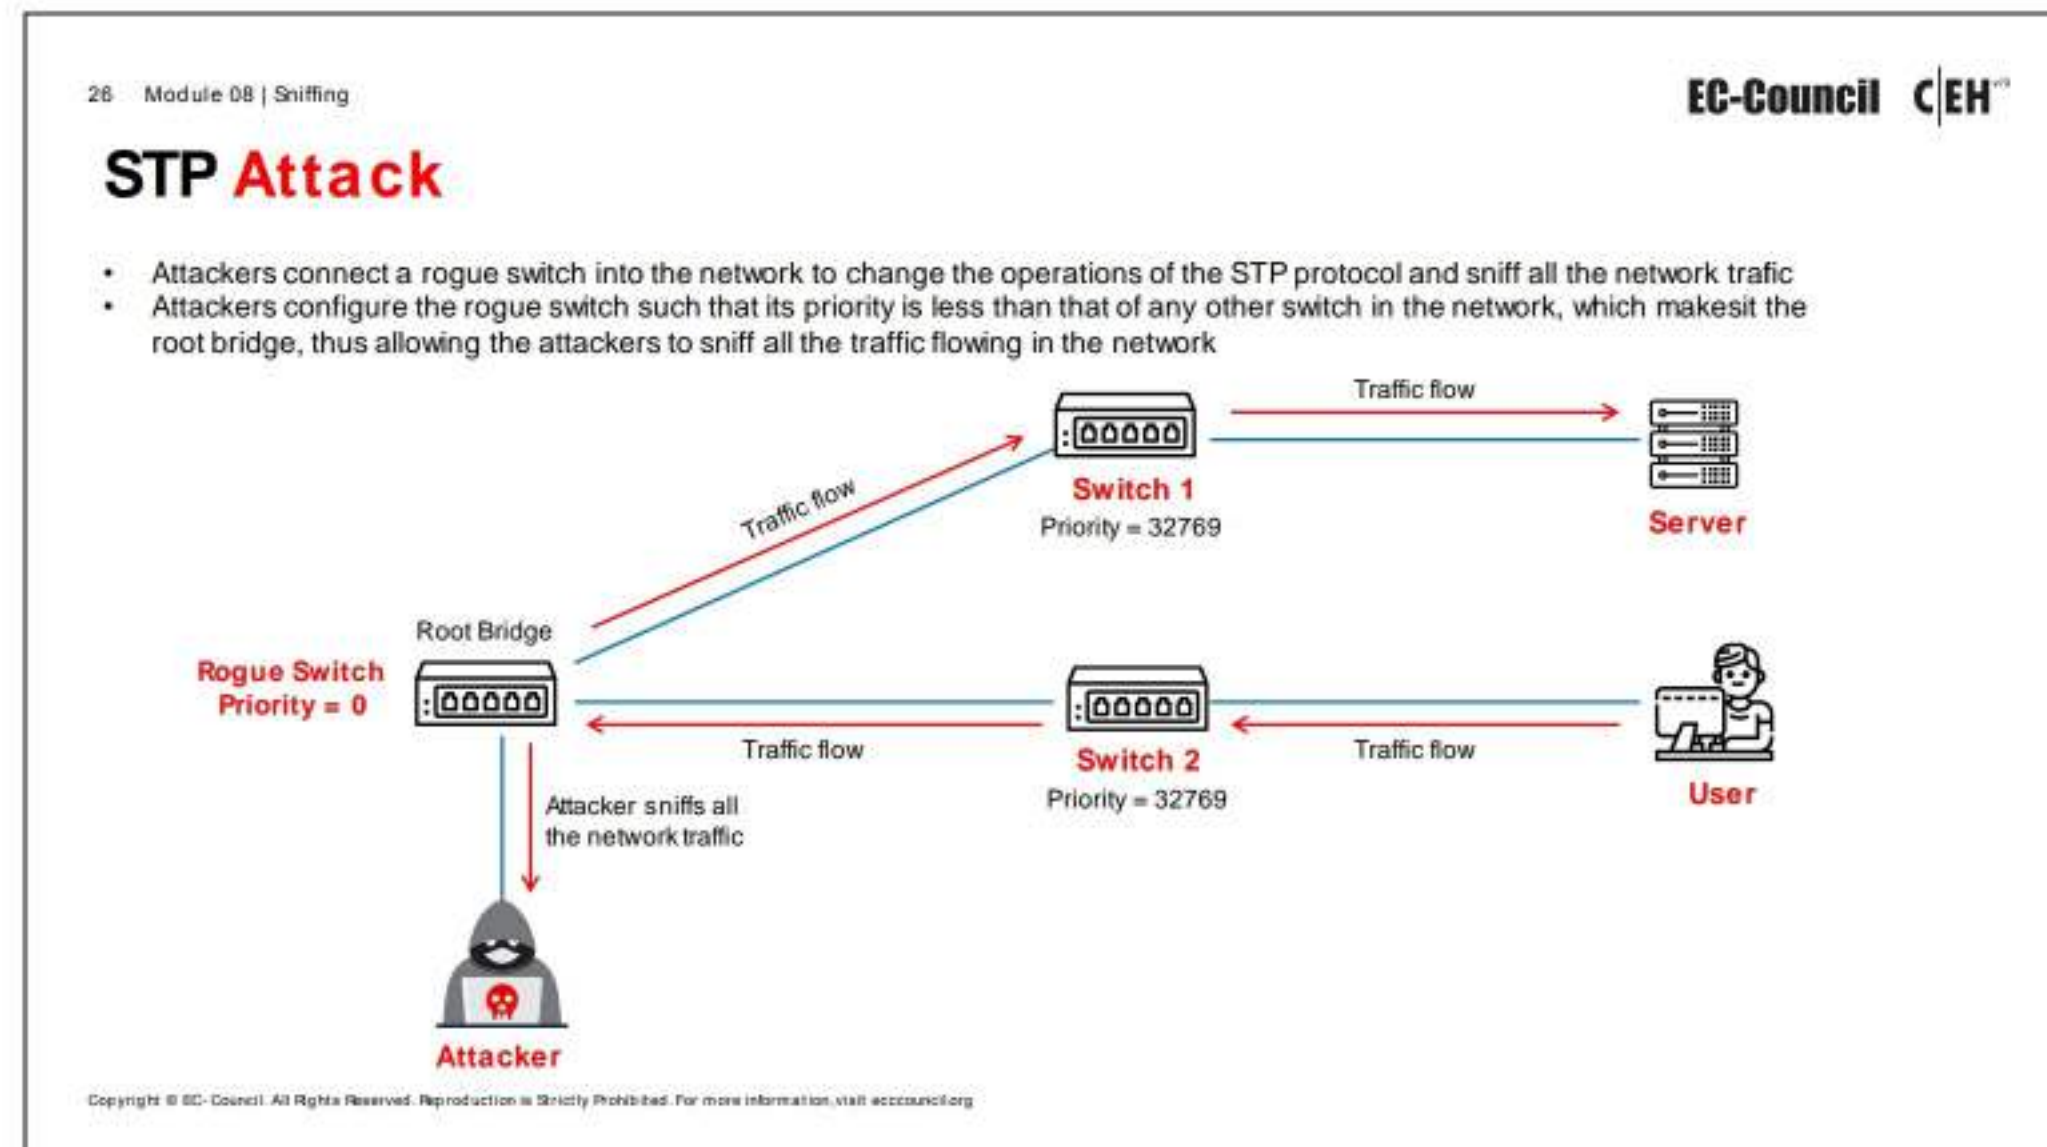 26 Module 08 | Sniffing
EC-Council C|EH
STP Attack
• Attackers connect a rogue switch into the network to change the operations of the STP protocol and sniff all the network trafic
• Attackers configure the rogue switch such that its priority is less than that of any other switch in the network, which makesit the
root bridge, thus allowing the attackers to sniff all the traffic flowing in the network
Traffic flow
Traffic flow
Switch 1
Priority = 32769
Server
Root Bridge
Rogue Switch
Priority = 0
Traffic flow
Switch 2
Priority = 32769
Traffic flow
User
Attacker sniffs all
the network traffic
Attacker
Copyright © EC-Council. All Rights Reserved. Reproduction is Strictly Prohibited. For more information, visit ecccouncil.org